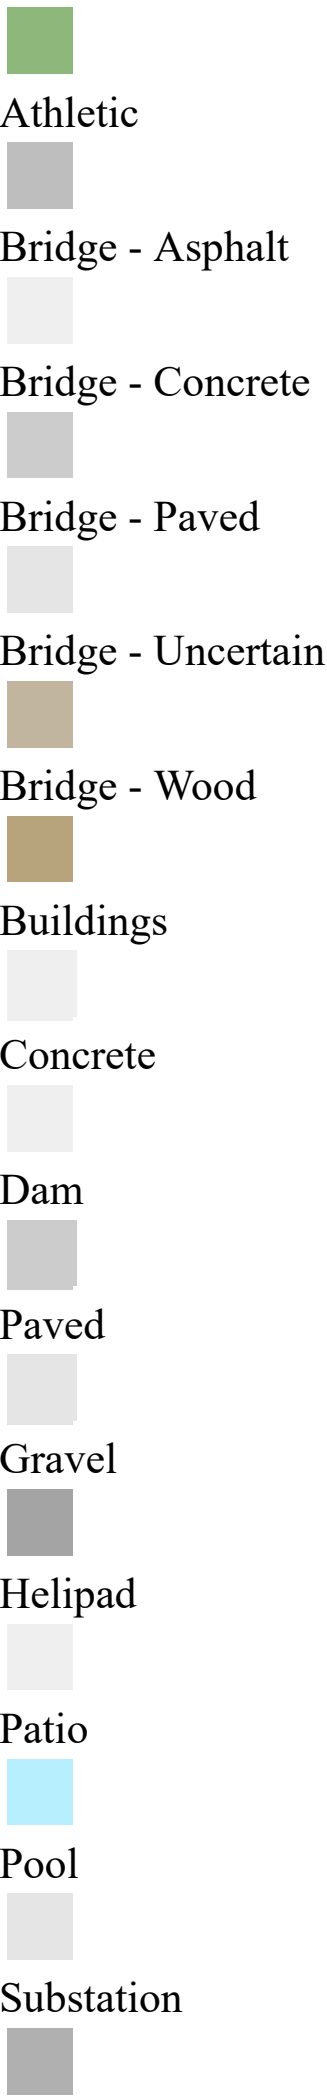 Athletic
Bridge - Asphalt
Bridge - Concrete
Bridge - Paved
Bridge - Uncertain
Bridge - Wood
Buildings
Concrete
Dam
Paved
Gravel
Helipad
Patio
Pool
Substation